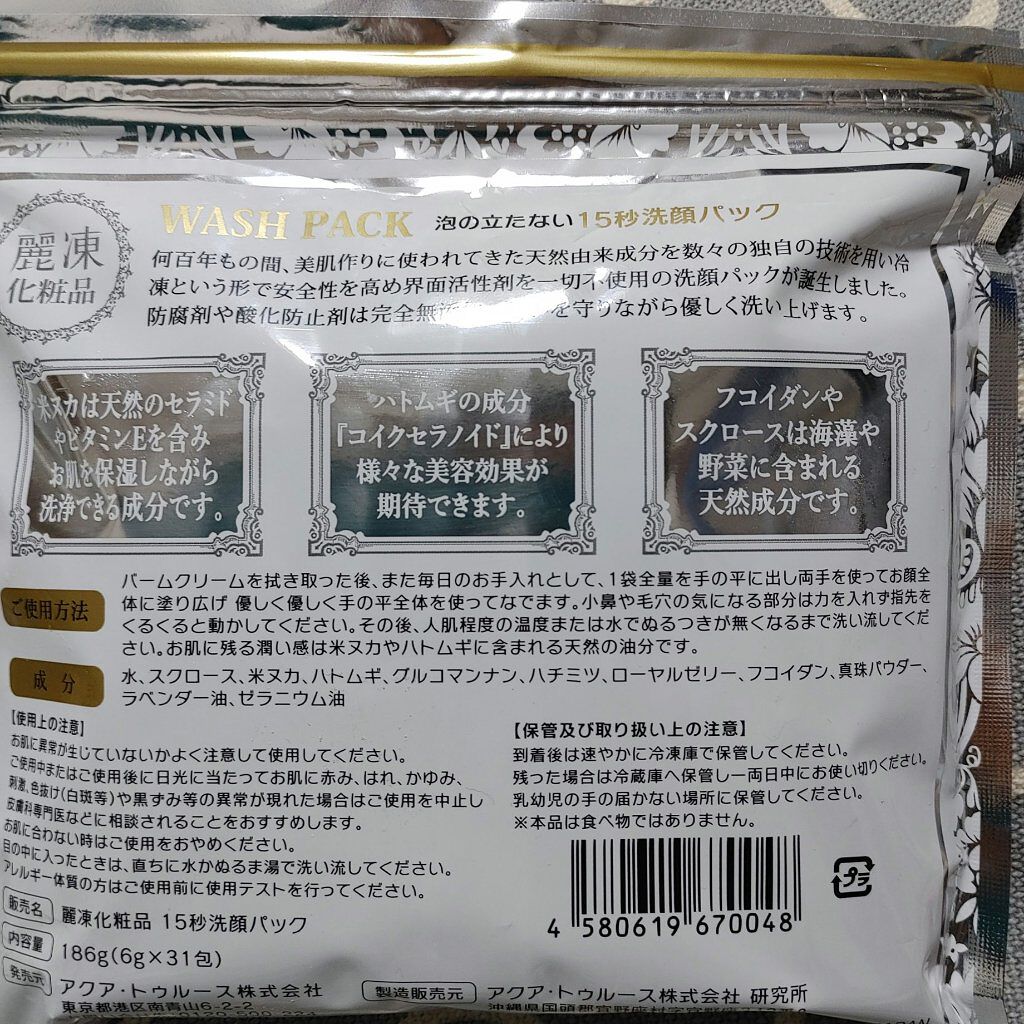 麗凍
化粧品
WASH PACK 泡の立たない15秒洗顔パック
何百年もの間、美肌作りに使われてきた天然由来成分を数々の独自の技術を用い冷
凍という形で安全性を高め界面活性剤を一切不使用の洗顔パックが誕生しました。
防腐剤や酸化防止剤は完全無 を守りながら優しく洗い上げます。
米ヌカは天然のセラミド
やビタミンEを含み
お肌を保湿しながら
洗浄できる成分です。
ハトムギの成分
『コイクセラノイド』により
様々な美容効果が
期待できます。
フコイダンや
スクロースは海藻や
野菜に含まれる
天然成分です。
ご使用方法
バームクリームを拭き取った後、また毎日のお手入れとして、1袋全量を手の平に出し両手を使ってお顔全
体に塗り広げ 優しく優しく手の平全体を使ってなでます。小鼻や毛穴の気になる部分は力を入れず指先を
くるくると動かしてください。その後、人肌程度の温度または水でぬるつきが無くなるまで洗い流してくだ
さい。お肌に残る潤い感は米ヌカやハトムギに含まれる天然の油分です。
成分
水、スクロース、米ヌカ、ハトムギ、グルコマンナン、ハチミツ、ローヤルゼリー、フコイダン、真珠パウダー、
ラベンダー油、ゼラニウム油
【使用上の注意】
お肌に異常が生じていないかよく注意して使用してください。
ご使用中またはご使用後に日光に当たってお肌に赤み、はれ、かゆみ、
刺激、色抜け(白斑等)や黒ずみ等の異常が現れた場合はご使用を中止し
皮膚科専門医などに相談されることをおすすめします。
お肌に合わない時はご使用をおやめください。
目の中に入ったときは、直ちに水かぬるま湯で洗い流してください。
アレルギー体質の方はご使用前に使用テストを行ってください。
【保管及び取り扱い上の注意】
到着後は速やかに冷凍庫で保管してください。
残った場合は冷蔵庫へ保管し一両日中にお使い切りください。
乳幼児の手の届かない場所に保管してください。
※本品は食べ物ではありません。
4 580619 670048
プラ
販売名 麗凍化粧品 15秒洗顔パック
内容量 186g(6g×31包)
発売元 アクア・トゥルース株式会社
東京都港区南青山6-2-2
製造販売元 アクア・トゥルース株式会社 研究所
沖縄県国頭郡宜野座村字宜野座